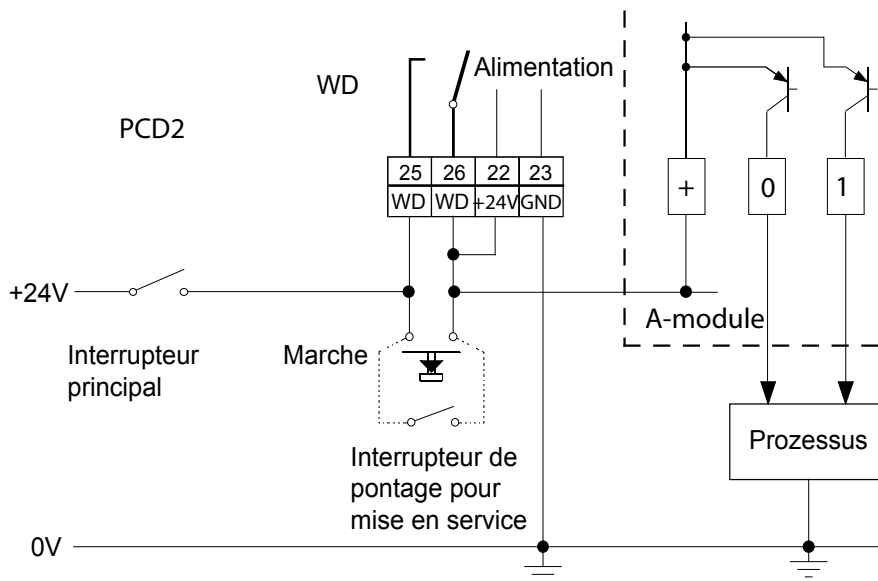 WD
Alimentation
PCD2
25 26 22 23
WD WD +24V GND
+ 0 1
+24V
A-module
Interrupteur
principal
Marche
Interrupteur de
pontage pour
mise en service
Prozessus
0V